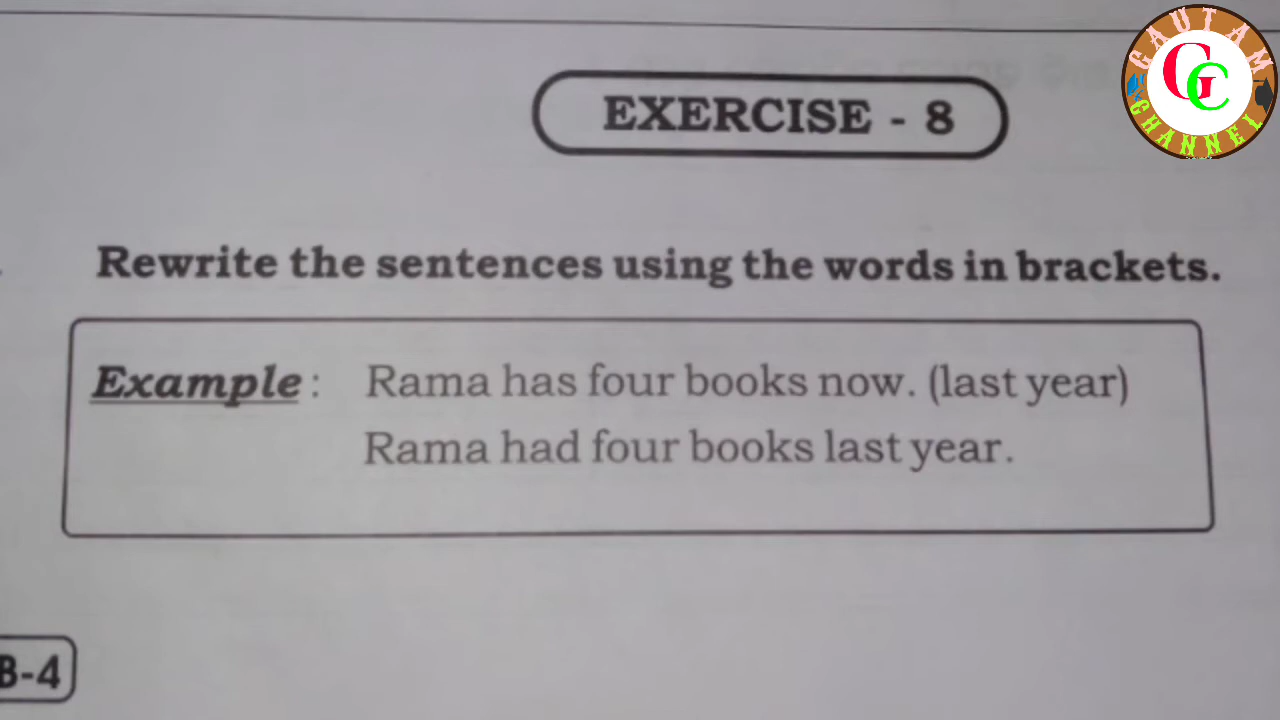 GAUTAM
GC
CHANNEL
EXERCISE - 8
Rewrite the sentences using the words in brackets.
Example : Rama has four books now. (last year)
Rama had four books last year.
B-4